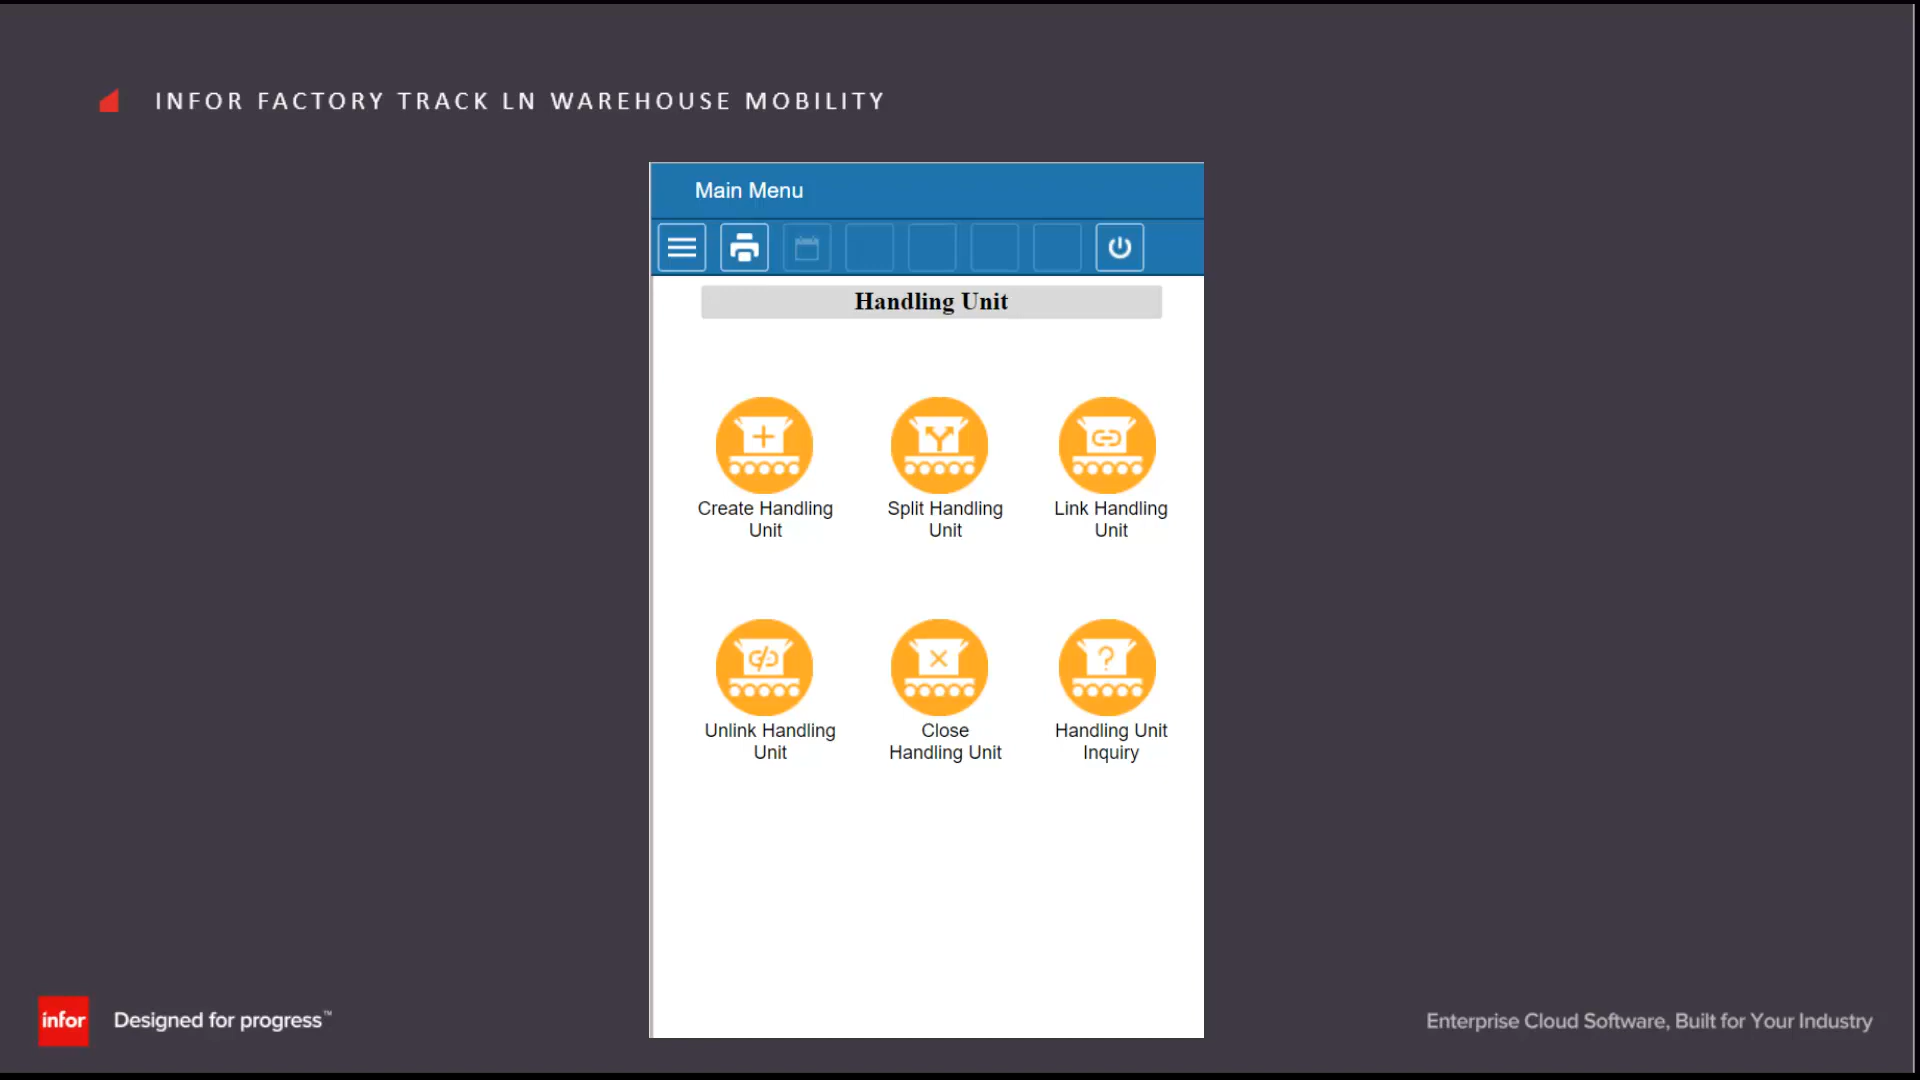 INFOR FACTORY TRACK LN WAREHOUSE MOBILITY
Main Menu
Handling Unit
Create Handling
Unit
Split Handling
Unit
Link Handling
Unit
Unlink Handling
Unit
Close
Handling Unit
Handling Unit
Inquiry
infor
Designed for progress™
Enterprise Cloud Software, Built for Your Industry